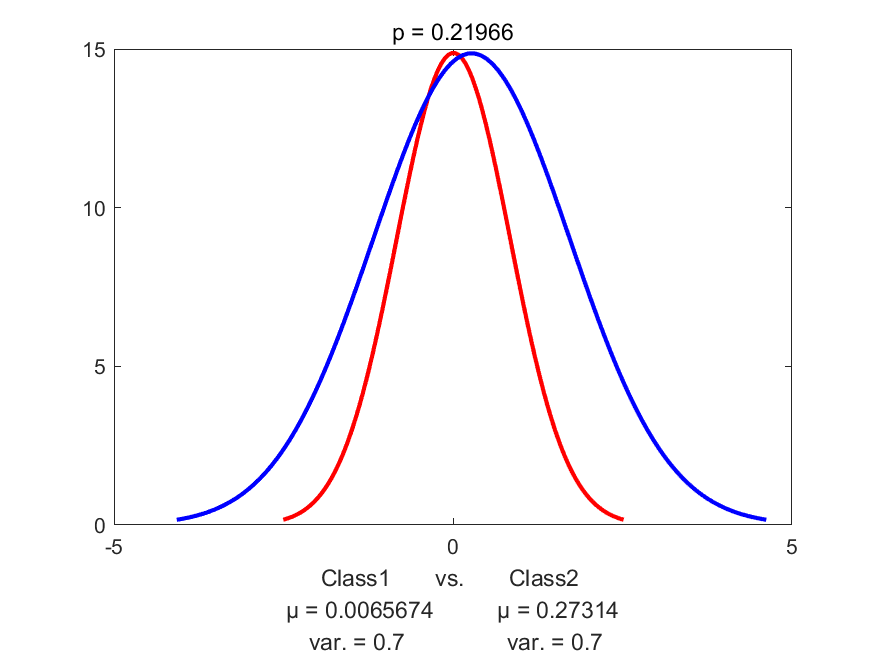 p = 0.21966
15
10
5
0
-5 0 5
Class1 vs. Class2
μ = 0.0065674 μ = 0.27314
var. = 0.7 var. = 0.7